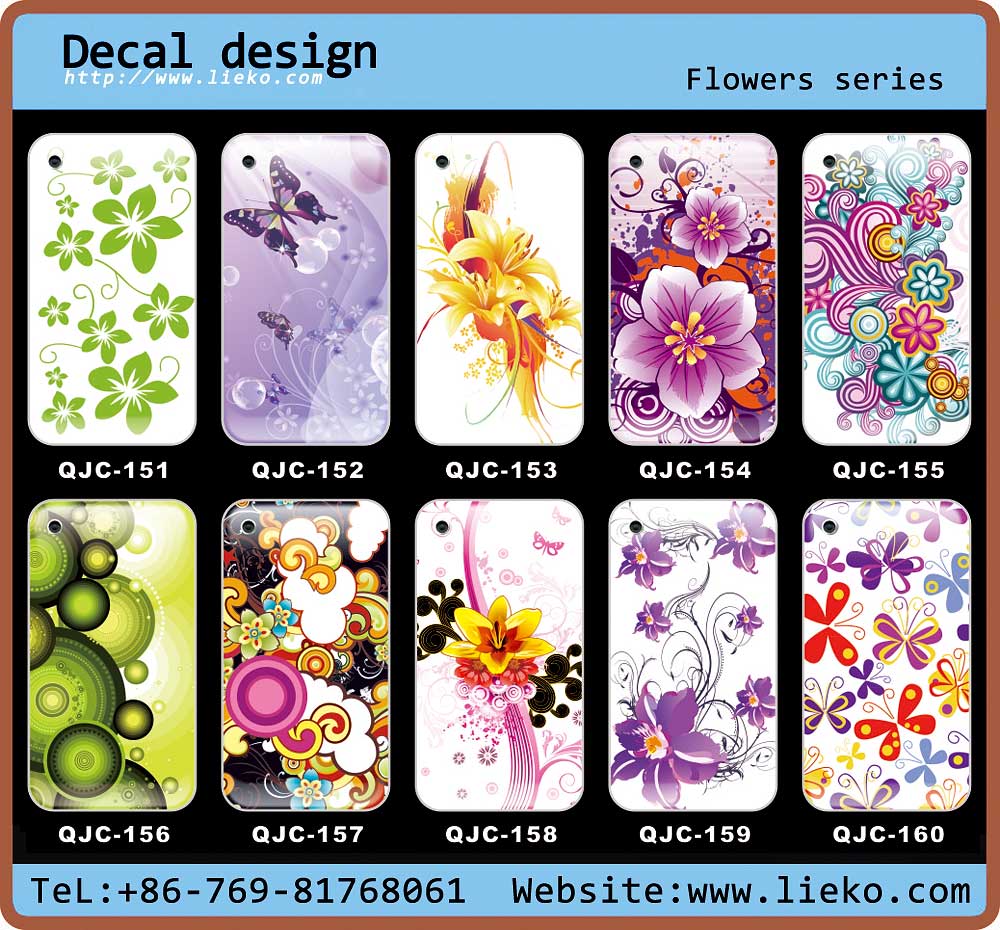 Decal design
http://www.lieko.com
Flowers series
QJC-151 QJC-152 QJC-153 QJC-154 QJC-155
QJC-156 QJC-157 QJC-158 QJC-159 QJC-160
TeL:+86-769-81768061 Website:www.lieko.com